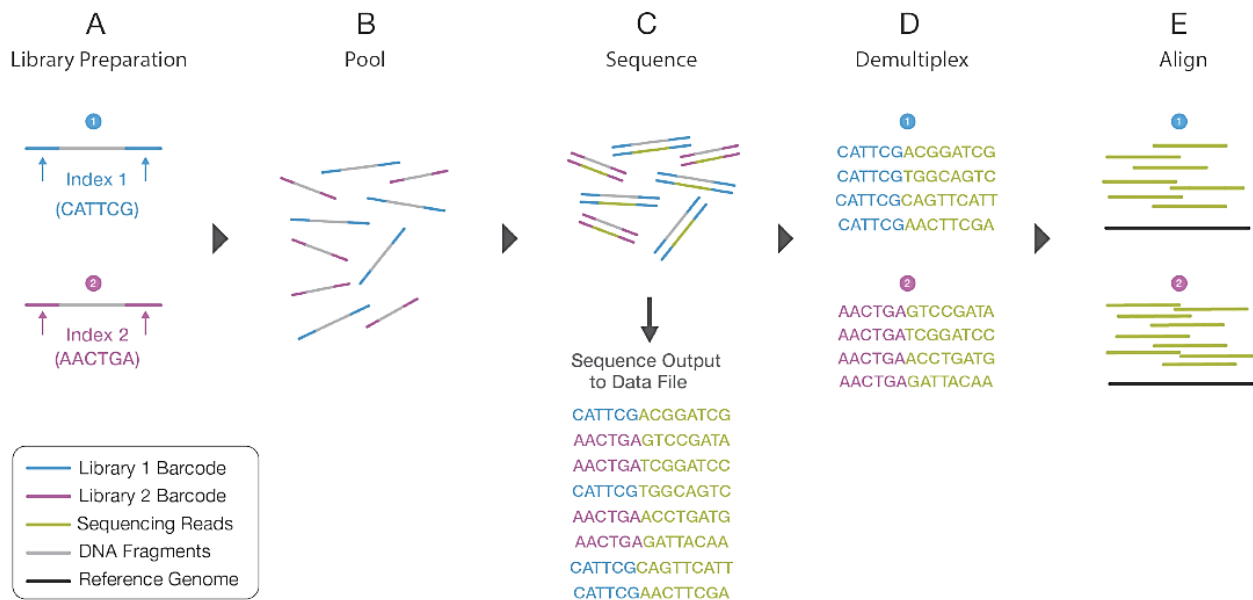 A
Library Preparation
1
Index 1
(CATTCG)
2
Index 2
(AACTGA)
B
Pool
C
Sequence
Sequence Output
to Data File
CATTCGACGGATCG
AACTGAGTCCGATA
AACTGATCGGATCC
CATTCGTGGCAGTC
AACTGAACCTGATG
AACTGAGATTACAA
CATTCGCAGTTCATT
CATTCGAACTTCGA
D
Demultiplex
1
CATTCGACGGATCG
CATTCGTGGCAGTC
CATTCGCAGTTCATT
CATTCGAACTTCGA
2
AACTGAGTCCGATA
AACTGATCGGATCC
AACTGAACCTGATG
AACTGAGATTACAA
E
Align
1
2
Library 1 Barcode
Library 2 Barcode
Sequencing Reads
DNA Fragments
Reference Genome